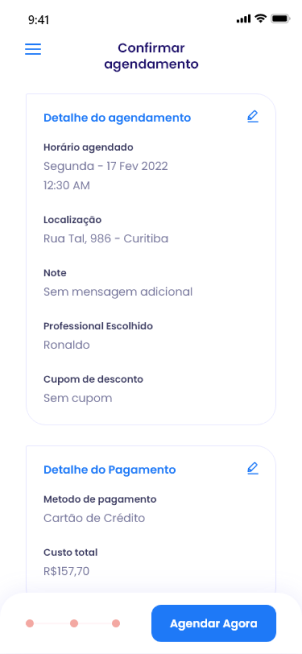 9:41
Confirmar
agendamento
Detalhe do agendamento
Horário agendado
Segunda - 17 Fev 2022
12:30 AM
Localização
Rua Tal, 986 - Curitiba
Note
Sem mensagem adicional
Professional Escolhido
Ronaldo
Cupom de desconto
Sem cupom
Detalhe do Pagamento
Metodo de pagamento
Cartão de Crédito
Custo total
R$157,70
Agendar Agora